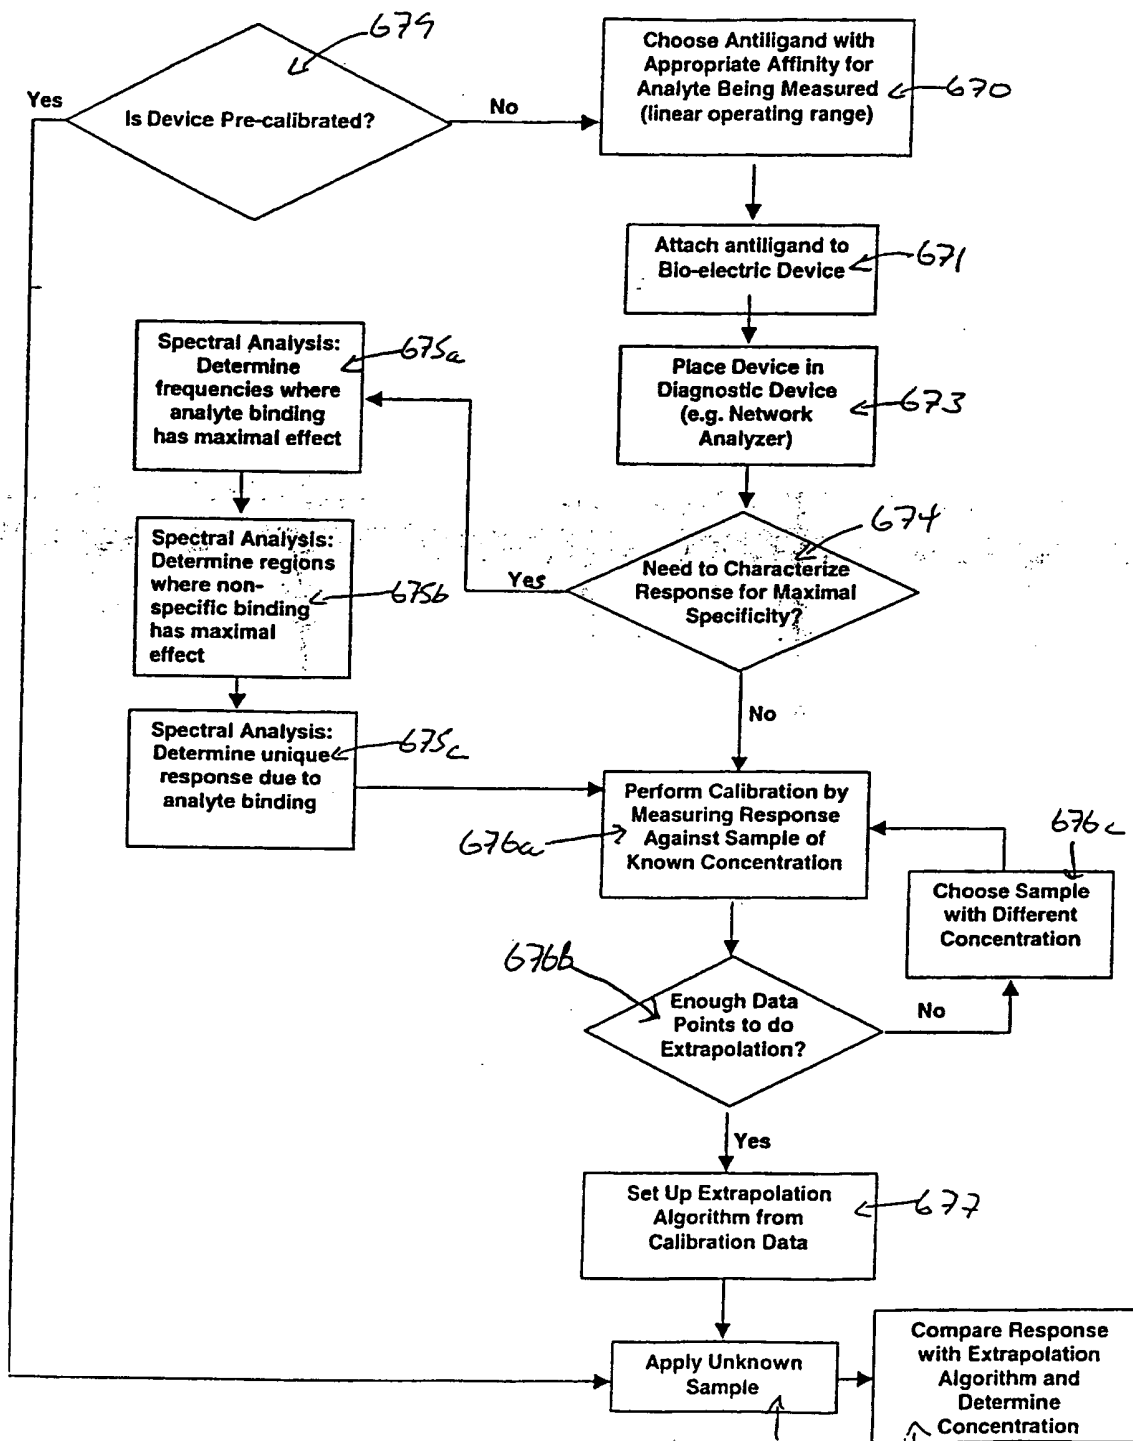 679
Yes
Is Device Pre-calibrated?
No
Choose Antiligand with
Appropriate Affinity for
Analyte Being Measured
(linear operating range)
670
Attach antiligand to
Bio-electric Device
671
Place Device in
Diagnostic Device
(e.g. Network
Analyzer)
673
674
Need to Characterize
Response for Maximal
Specificity?
Yes
No
Spectral Analysis:
Determine
frequencies where
analyte binding
has maximal effect
675a
Spectral Analysis:
Determine regions
where non-
specific binding
has maximal
effect
675b
Spectral Analysis:
Determine unique
response due to
analyte binding
675c
Perform Calibration by
Measuring Response
Against Sample of
Known Concentration
676a
676c
Choose Sample
with Different
Concentration
676b
Enough Data
Points to do
Extrapolation?
No
Yes
Set Up Extrapolation
Algorithm from
Calibration Data
677
Apply Unknown
Sample
Compare Response
with Extrapolation
Algorithm and
Determine
Concentration